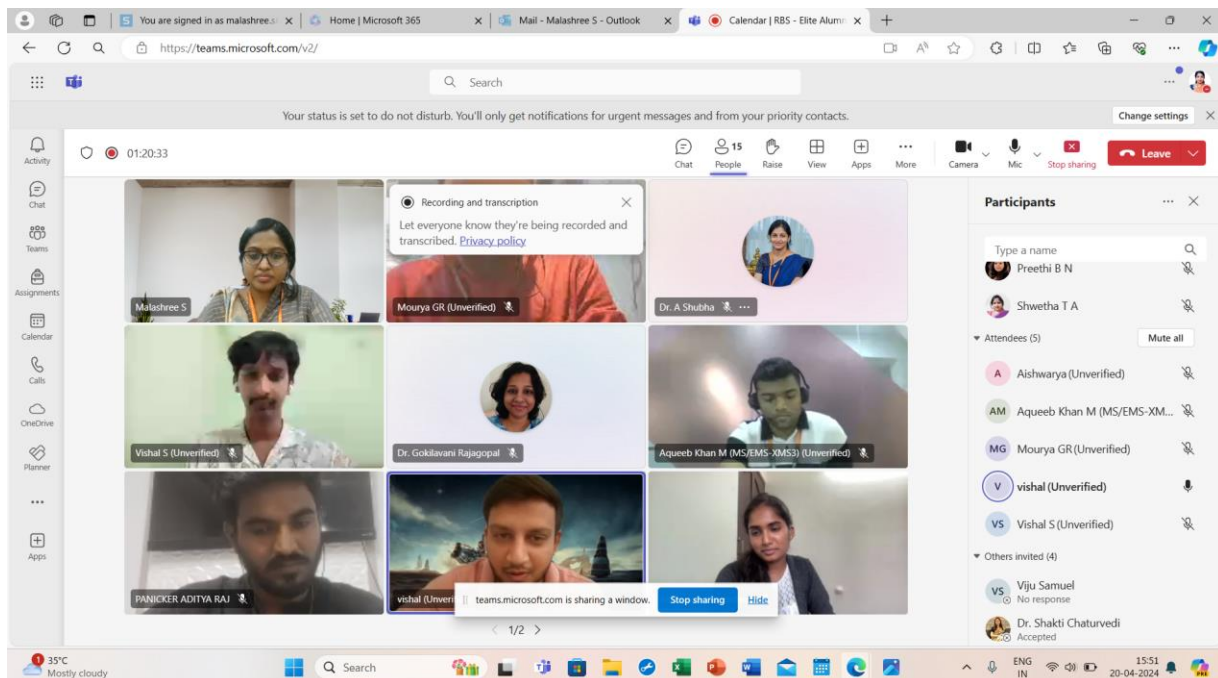 You are signed in as malashree.s
Home | Microsoft 365
Mail - Malashree S - Outlook
Calendar | RBS - Elite Alumn
https://teams.microsoft.com/v2/
Search
Your status is set to do not disturb. You'll only get notifications for urgent messages and from your priority contacts.
Change settings
01:20:33
Chat
15
People
Raise
View
Apps
More
Camera
Mic
Stop sharing
Leave
Activity
Chat
Teams
Assignments
Calendar
Calls
OneDrive
Planner
Apps
Recording and transcription
Let everyone know they're being recorded and
transcribed. Privacy policy
Malashree S
Mourya GR (Unverified)
Dr. A Shubha
Vishal S (Unverified)
Dr. Gokilavani Rajagopal
Aqueeb Khan M (MS/EMS-XMS3) (Unverified)
PANICKER ADITYA RAJ
vishal (Unveri
teams.microsoft.com is sharing a window.
Stop sharing
Hide
1/2
Participants
Type a name
Preethi B N
Shwetha T A
Attendees (5)
Mute all
A
Aishwarya (Unverified)
AM
Aqueeb Khan M (MS/EMS-XM...
MG
Mourya GR (Unverified)
V
vishal (Unverified)
VS
Vishal S (Unverified)
Others invited (4)
VS
Viju Samuel
No response
Dr. Shakti Chaturvedi
Accepted
1
35°C
Mostly cloudy
Search
ENG
IN
15:51
20-04-2024
PRE